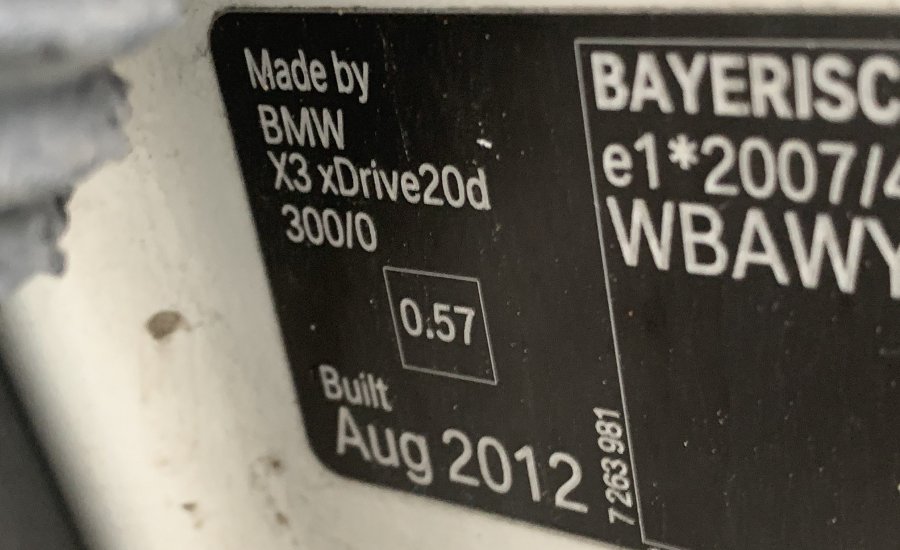 Made by
BMW
X3 xDrive20d
300/0
0.57
Built
Aug 2012
7 263 981
BAYERISC
e1*2007/4
WBAWY